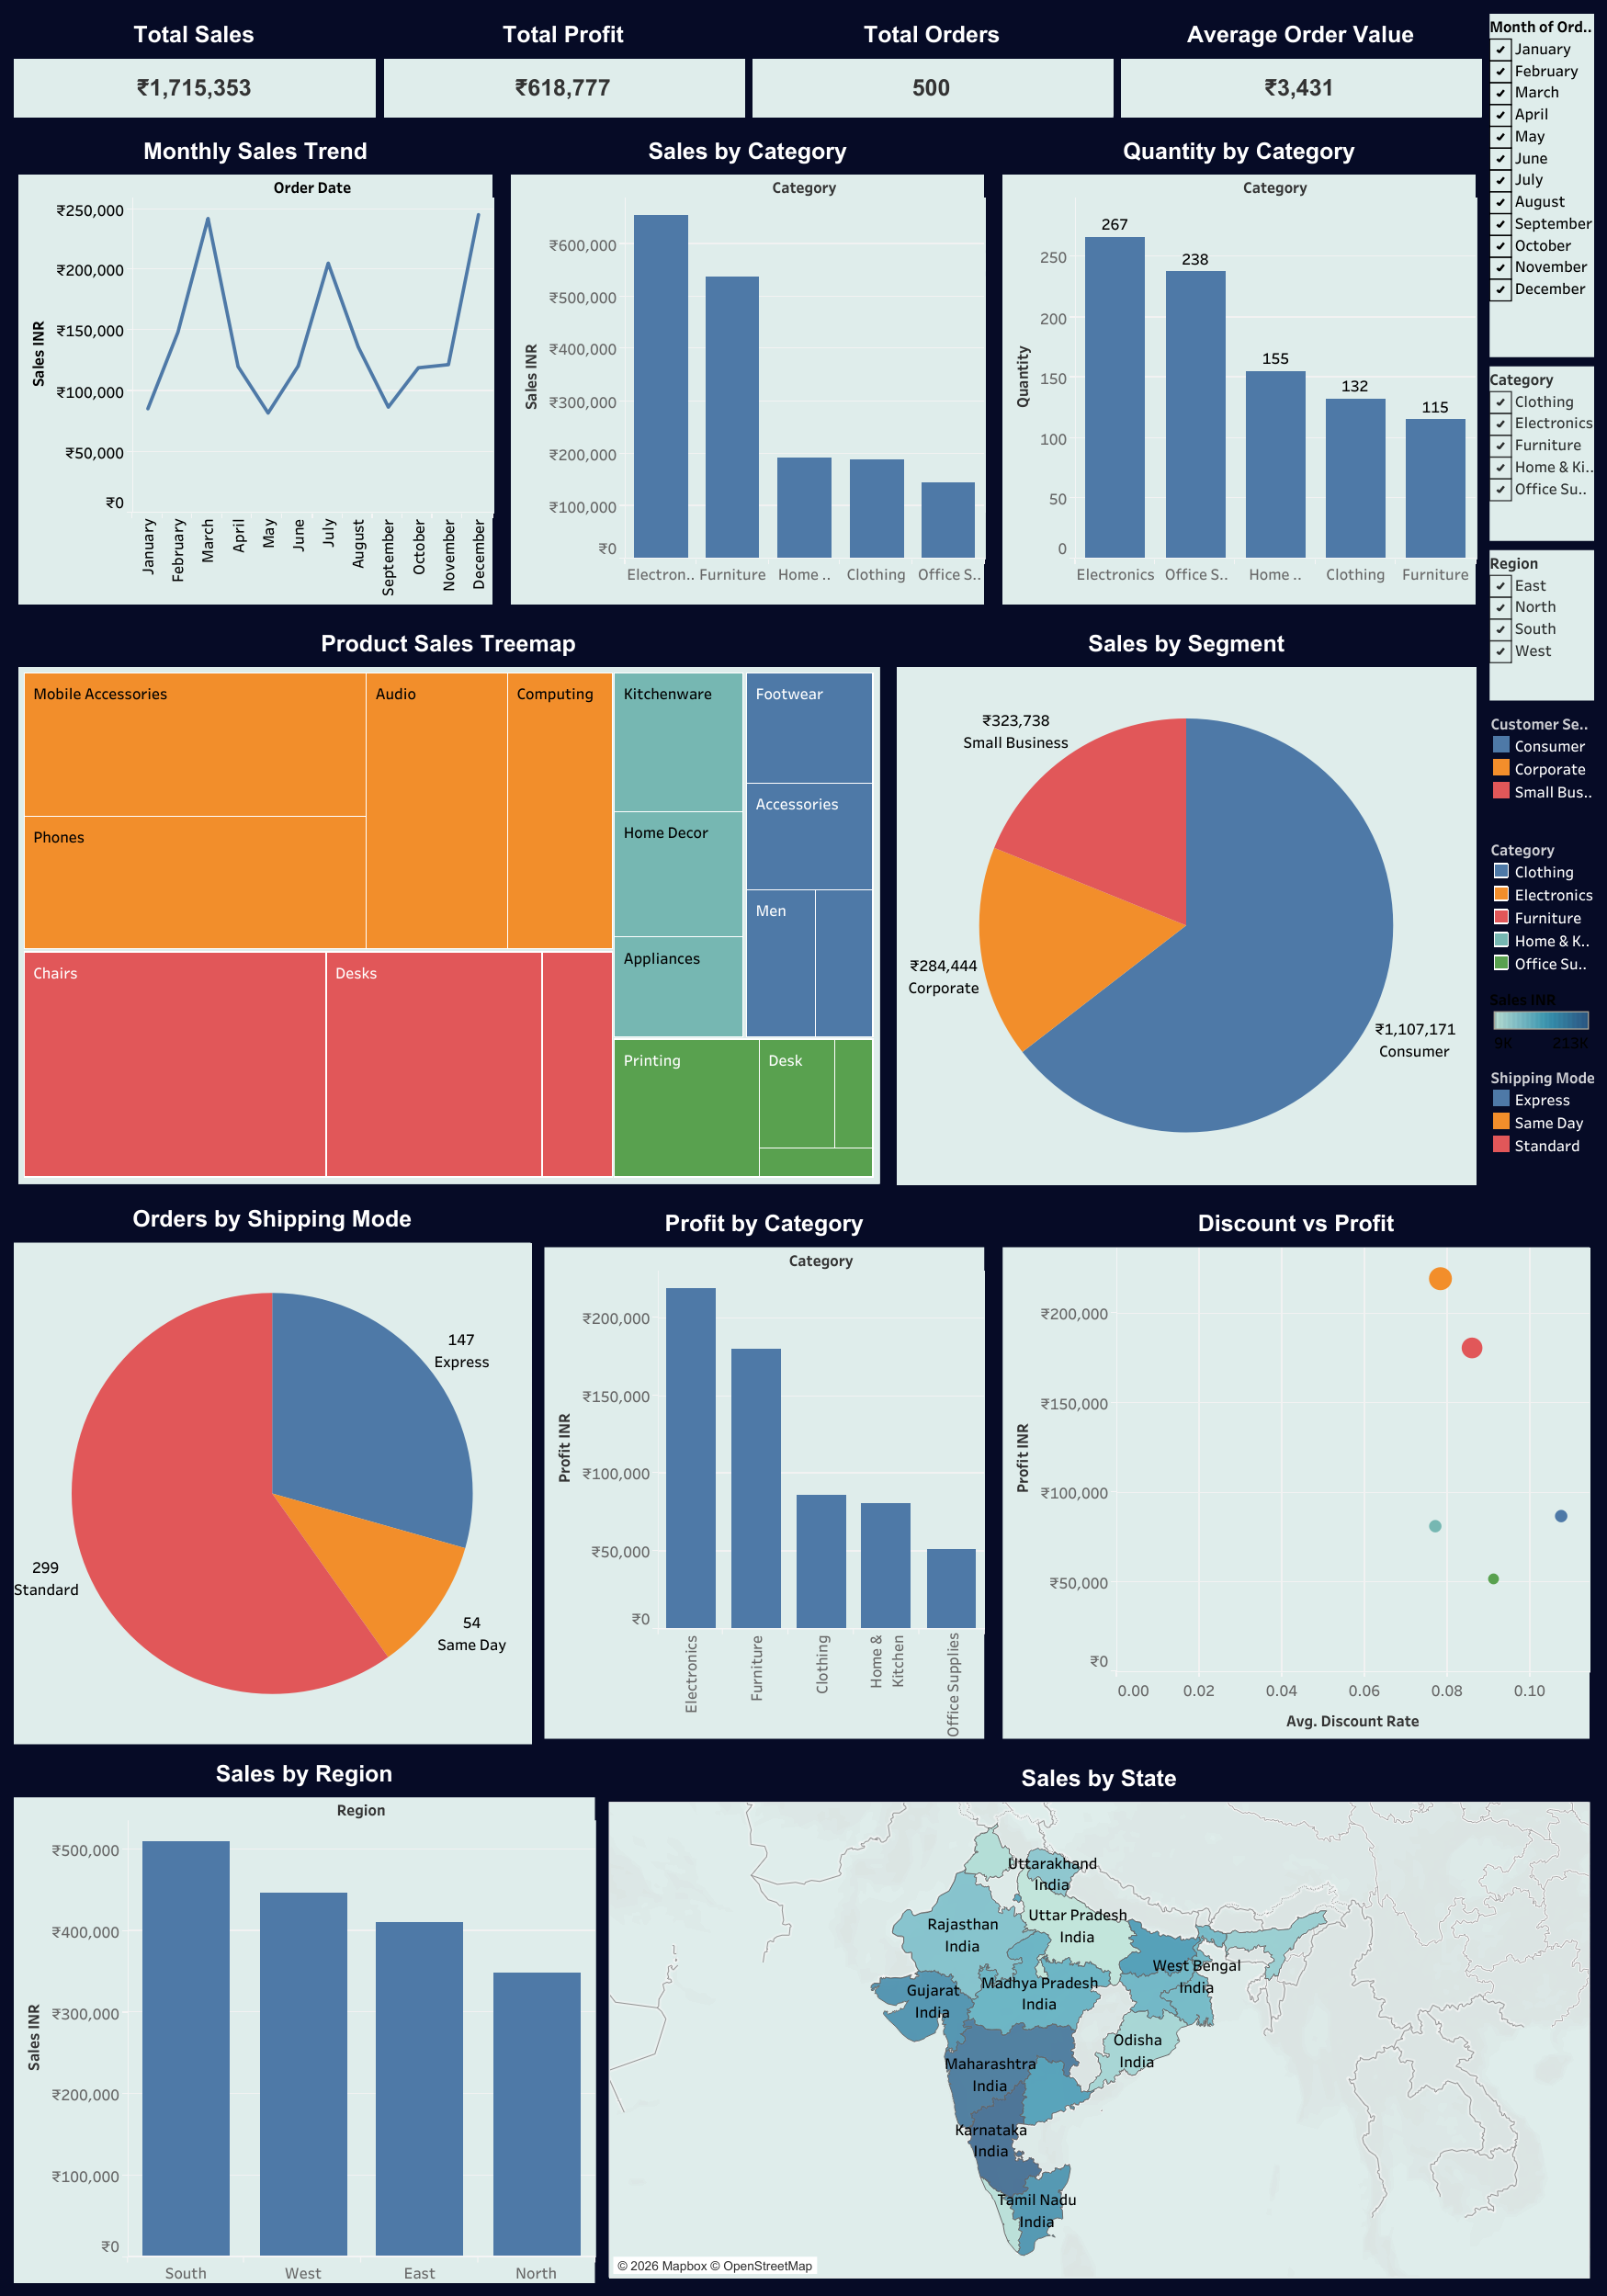 Total Sales
₹1,715,353
Total Profit
₹618,777
Total Orders
500
Average Order Value
₹3,431
Month of Ord..
January
February
March
April
May
June
July
August
September
October
November
December
Category
Clothing
Electronics
Furniture
Home & Ki..
Office Su..
Region
East
North
South
West
Customer Se..
Consumer
Corporate
Small Bus..
Category
Clothing
Electronics
Furniture
Home & K..
Office Su..
Sales INR
9K 213K
Shipping Mode
Express
Same Day
Standard
Monthly Sales Trend
Order Date
Sales INR
₹250,000
₹200,000
₹150,000
₹100,000
₹50,000
₹0
January
February
March
April
May
June
July
August
September
October
November
December
Sales by Category
Category
Sales INR
₹600,000
₹500,000
₹400,000
₹300,000
₹200,000
₹100,000
₹0
Electron..
Furniture
Home ..
Clothing
Office S..
Quantity by Category
Category
Quantity
250
200
150
100
50
0
267
238
155
132
115
Electronics
Office S..
Home ..
Clothing
Furniture
Product Sales Treemap
Mobile Accessories
Audio
Computing
Phones
Chairs
Desks
Kitchenware
Home Decor
Appliances
Footwear
Accessories
Men
Printing
Desk
Sales by Segment
₹323,738
Small Business
₹284,444
Corporate
₹1,107,171
Consumer
Orders by Shipping Mode
147
Express
299
Standard
54
Same Day
Profit by Category
Category
Profit INR
₹200,000
₹150,000
₹100,000
₹50,000
₹0
Electronics
Furniture
Clothing
Home &
Kitchen
Office Supplies
Discount vs Profit
Profit INR
₹200,000
₹150,000
₹100,000
₹50,000
₹0
0.00
0.02
0.04
0.06
0.08
0.10
Avg. Discount Rate
Sales by Region
Region
Sales INR
₹500,000
₹400,000
₹300,000
₹200,000
₹100,000
₹0
South
West
East
North
Sales by State
Uttarakhand
India
Uttar Pradesh
India
Rajasthan
India
West Bengal
India
Gujarat
India
Madhya Pradesh
India
Odisha
India
Maharashtra
India
Karnataka
India
Tamil Nadu
India
© 2026 Mapbox © OpenStreetMap